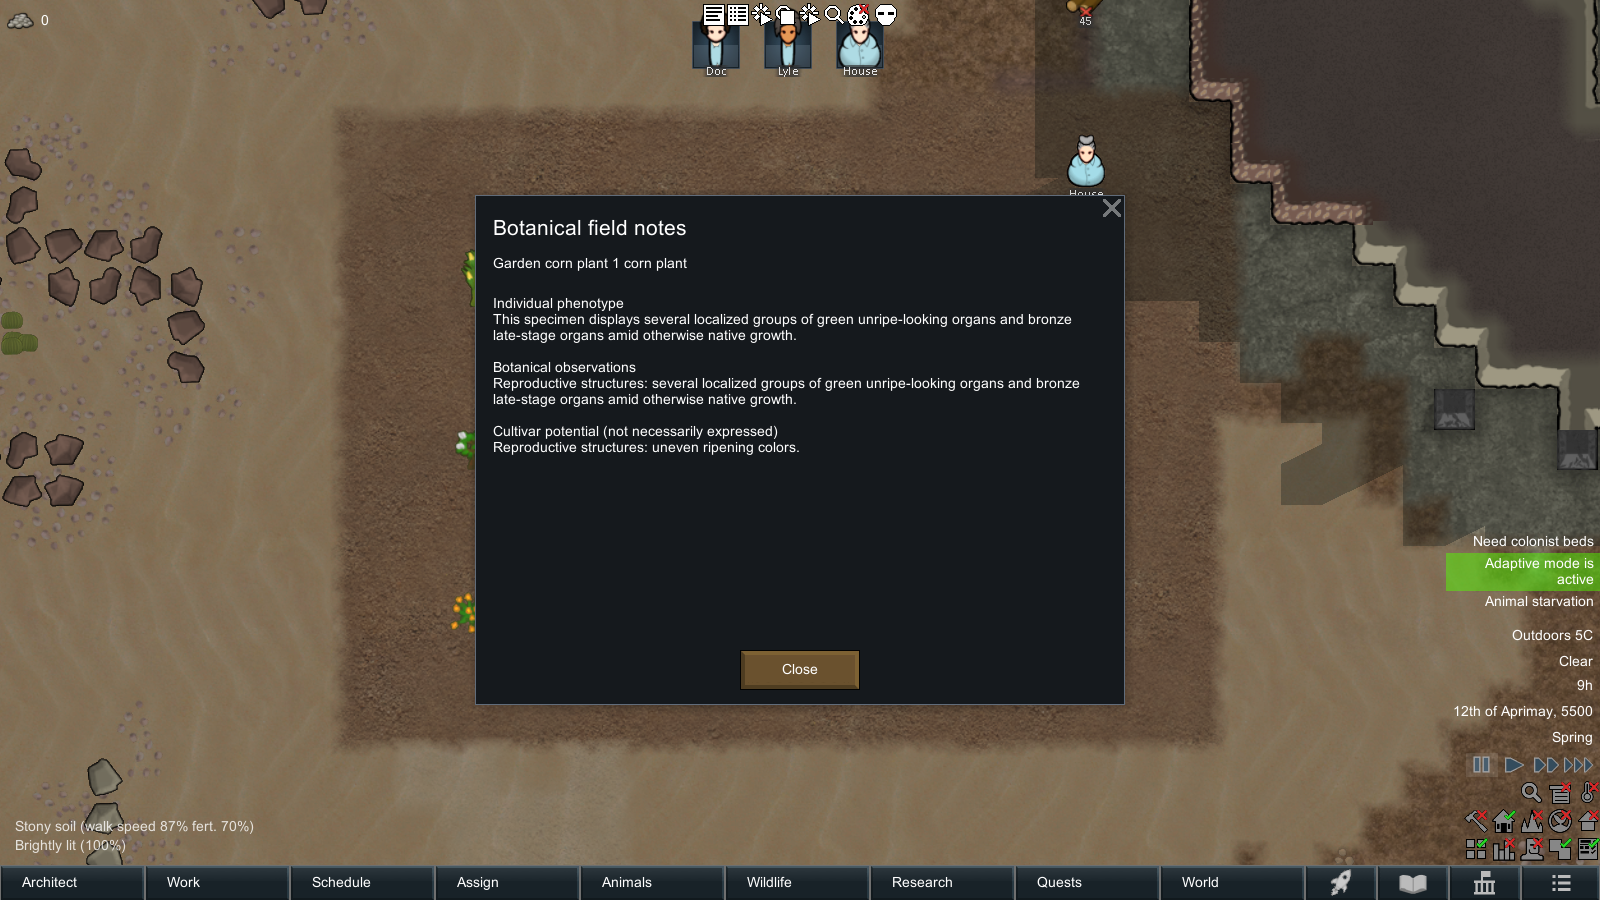 0
45
Doc
Lyle
House
House
Botanical field notes
Garden corn plant 1 corn plant
Individual phenotype
This specimen displays several localized groups of green unripe-looking organs and bronze
late-stage organs amid otherwise native growth.
Botanical observations
Reproductive structures: several localized groups of green unripe-looking organs and bronze
late-stage organs amid otherwise native growth.
Cultivar potential (not necessarily expressed)
Reproductive structures: uneven ripening colors.
Close
Need colonist beds
Adaptive mode is
active
Animal starvation
Outdoors 5C
Clear
9h
12th of Aprimay, 5500
Spring
Stony soil (walk speed 87% fert. 70%)
Brightly lit (100%)
Architect
Work
Schedule
Assign
Animals
Wildlife
Research
Quests
World